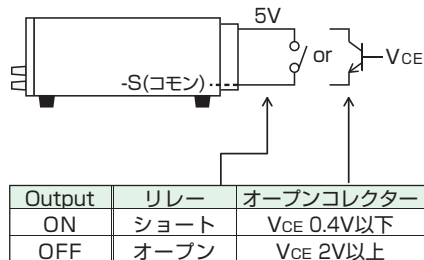 5V
or
VCE
-S(コモン)
Output リレー オープンコレクター
ON ショート VCE 0.4V以下
OFF オープン VCE 2V以上